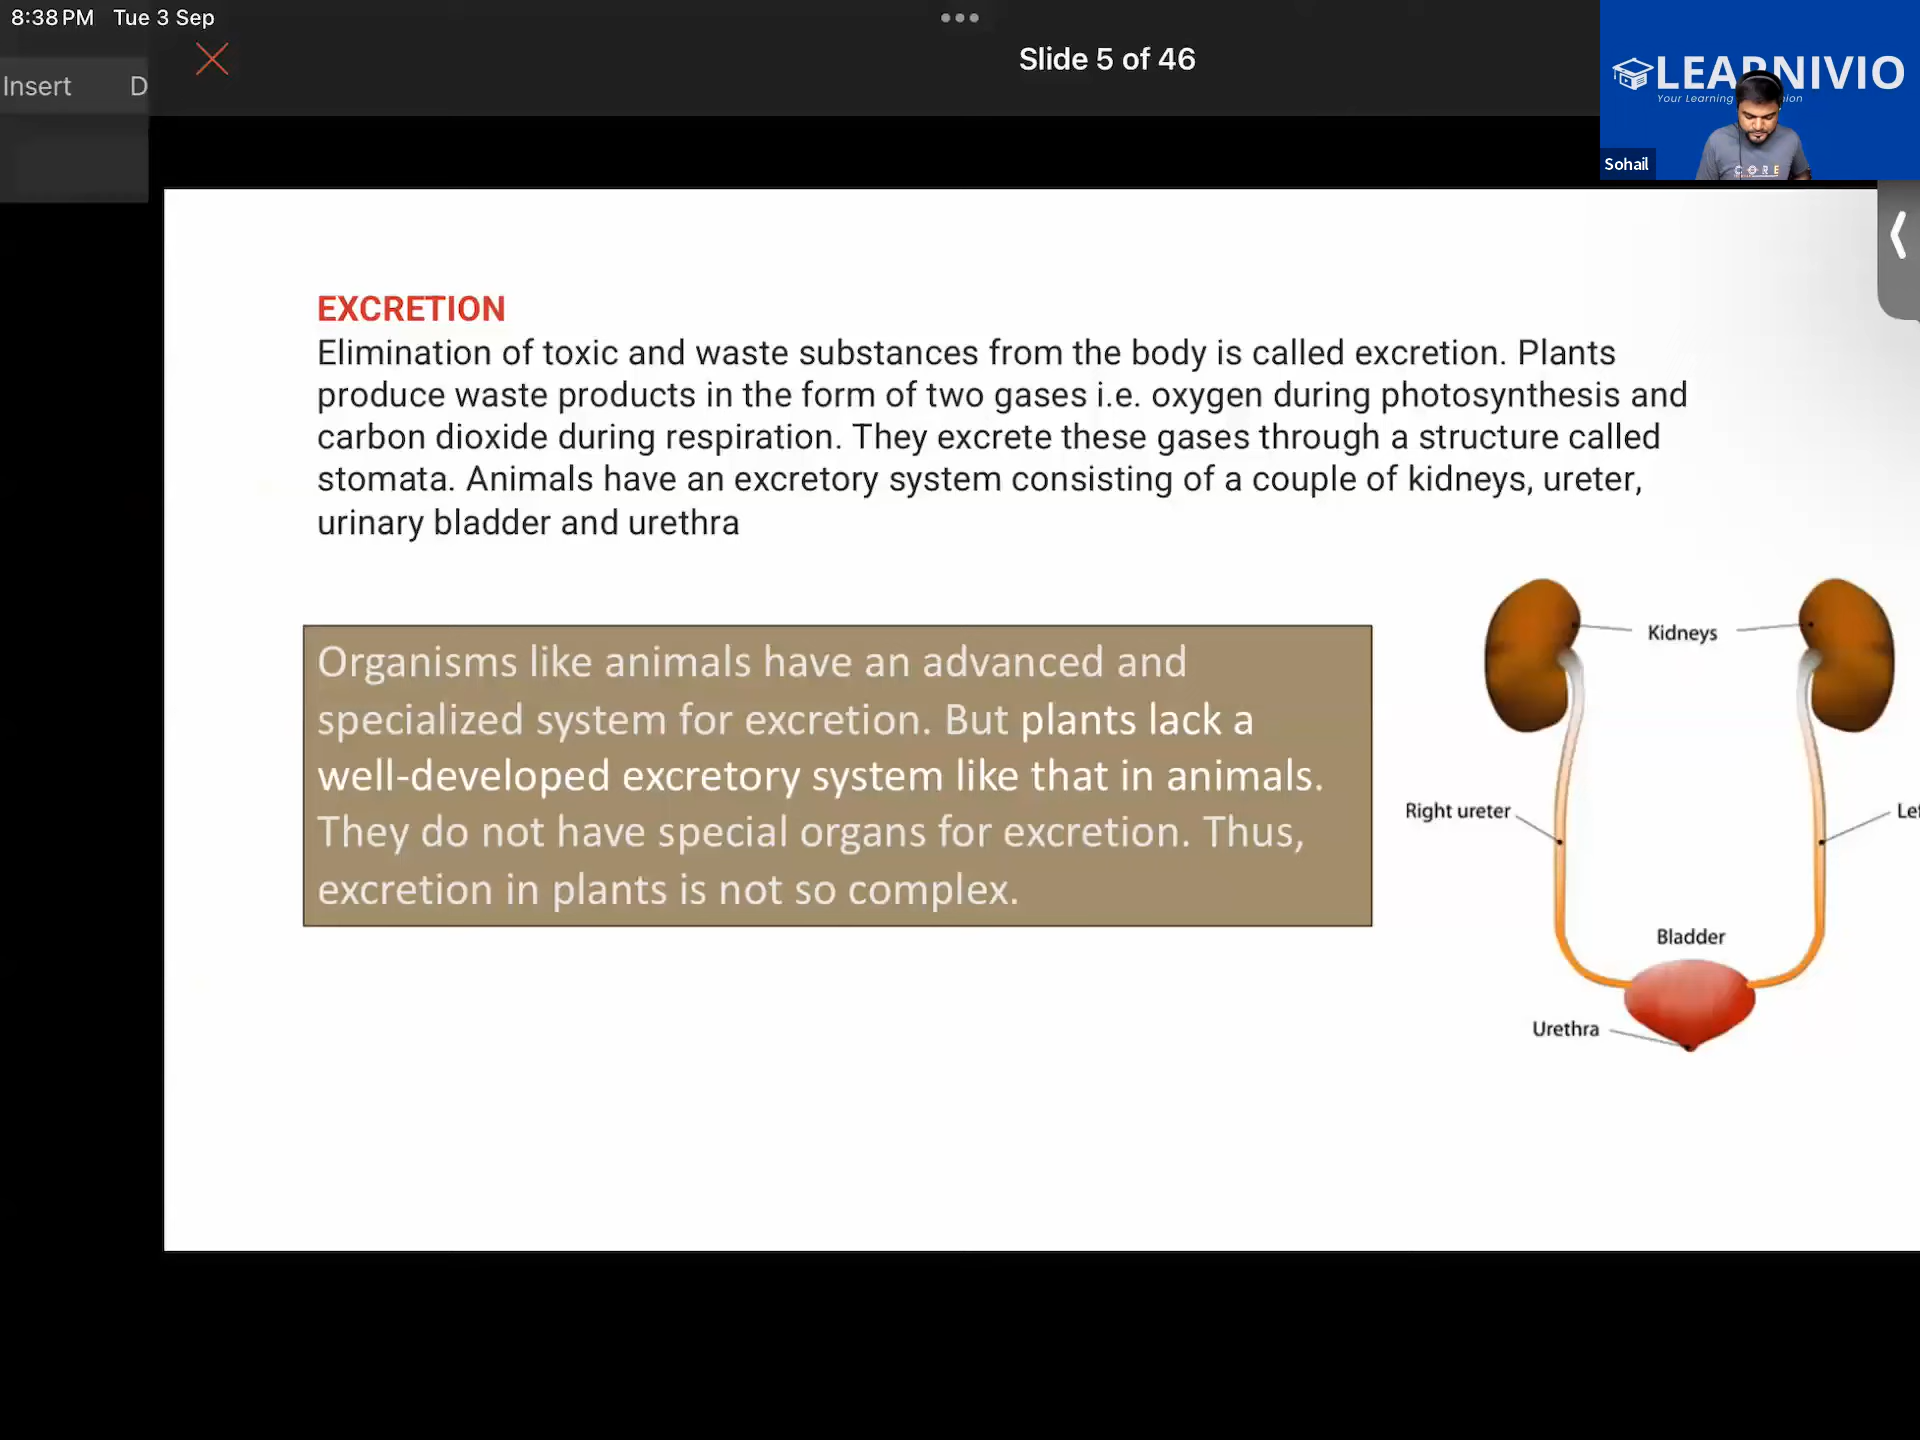 8:38 PM Tue 3 Sep
Slide 5 of 46
Insert D
LEARNIVIO
Your Learning
Sohail
CORE
EXCRETION
Elimination of toxic and waste substances from the body is called excretion. Plants
produce waste products in the form of two gases i.e. oxygen during photosynthesis and
carbon dioxide during respiration. They excrete these gases through a structure called
stomata. Animals have an excretory system consisting of a couple of kidneys, ureter,
urinary bladder and urethra
Organisms like animals have an advanced and
specialized system for excretion. But plants lack a
well-developed excretory system like that in animals.
They do not have special organs for excretion. Thus,
excretion in plants is not so complex.
Kidneys
Right ureter
Bladder
Urethra